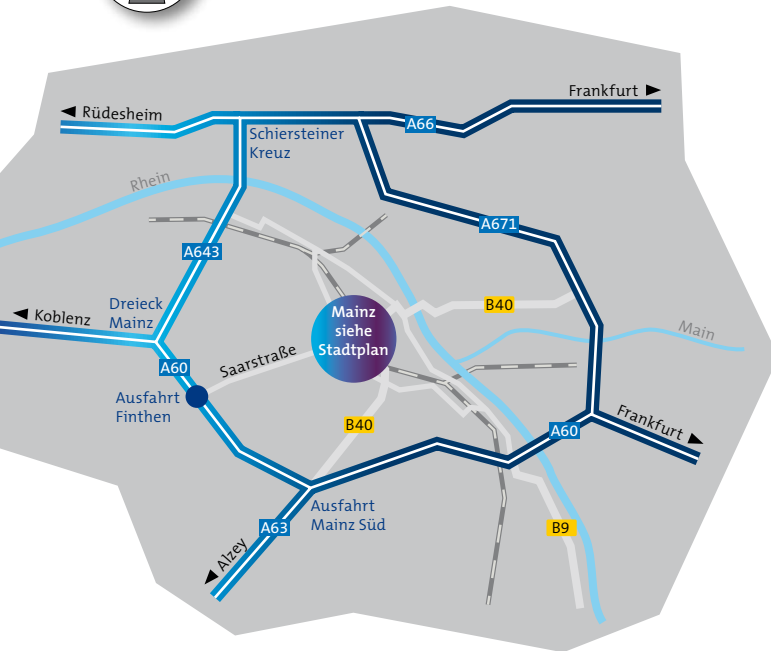 Frankfurt
Rüdesheim
A66
Schiersteiner
Kreuz
Rhein
A671
A643
Dreieck
Mainz
B40
Koblenz
Mainz
siehe
Stadtplan
Main
Saarstraße
A60
Ausfahrt
Finthen
B40
A60
Frankfurt
Ausfahrt
Mainz Süd
A63
B9
Alzey